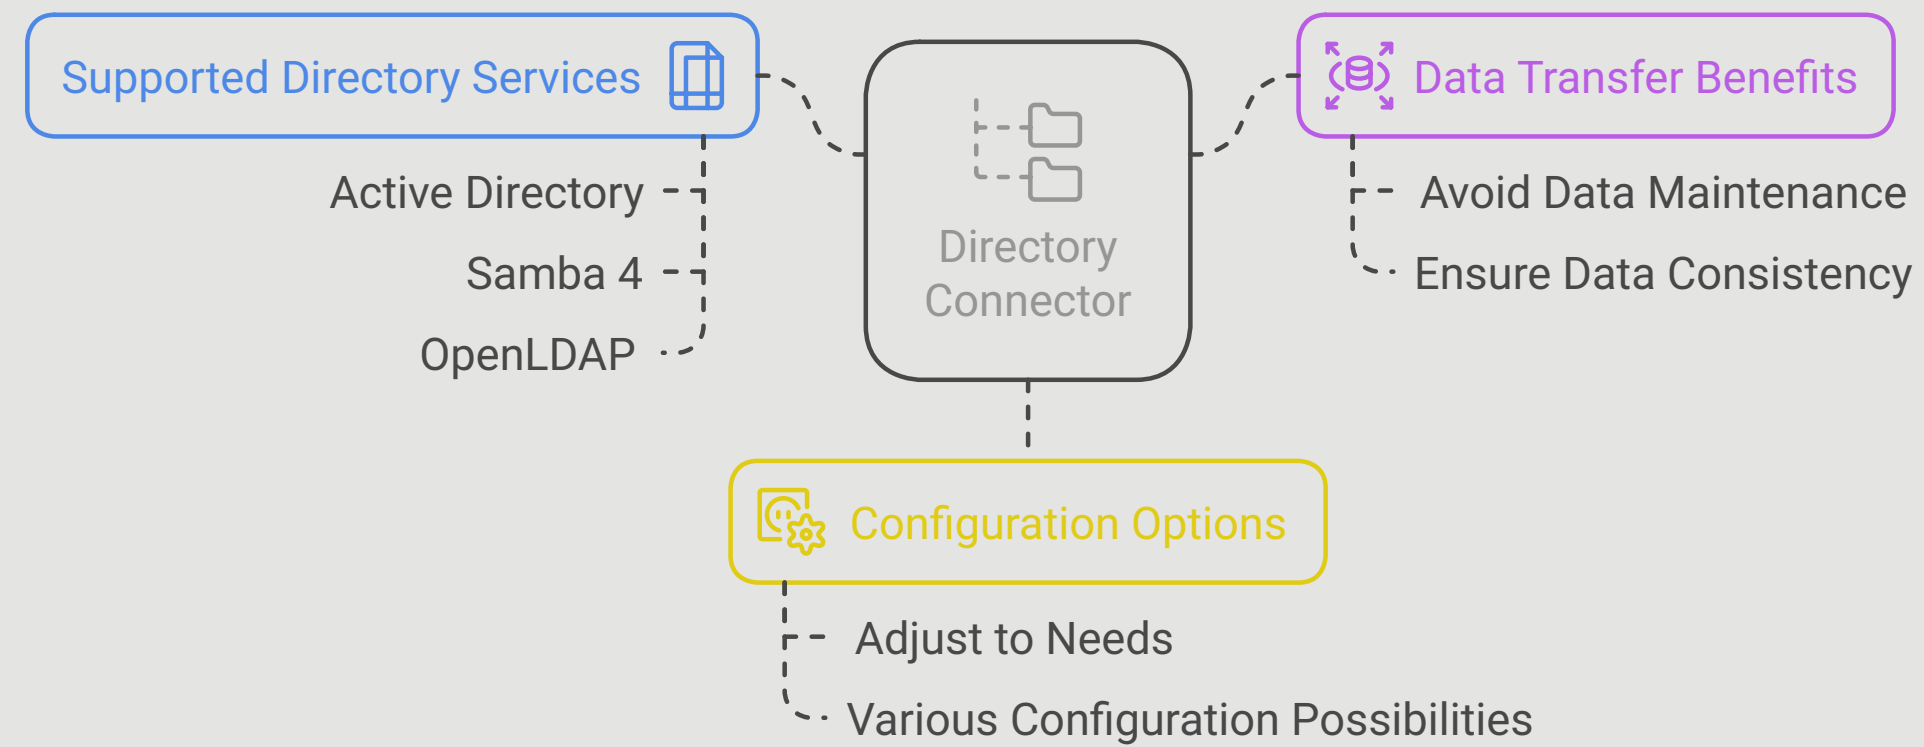 Supported Directory Services
Active Directory
Samba 4
OpenLDAP
Directory
Connector
Data Transfer Benefits
Avoid Data Maintenance
Ensure Data Consistency
Configuration Options
Adjust to Needs
Various Configuration Possibilities